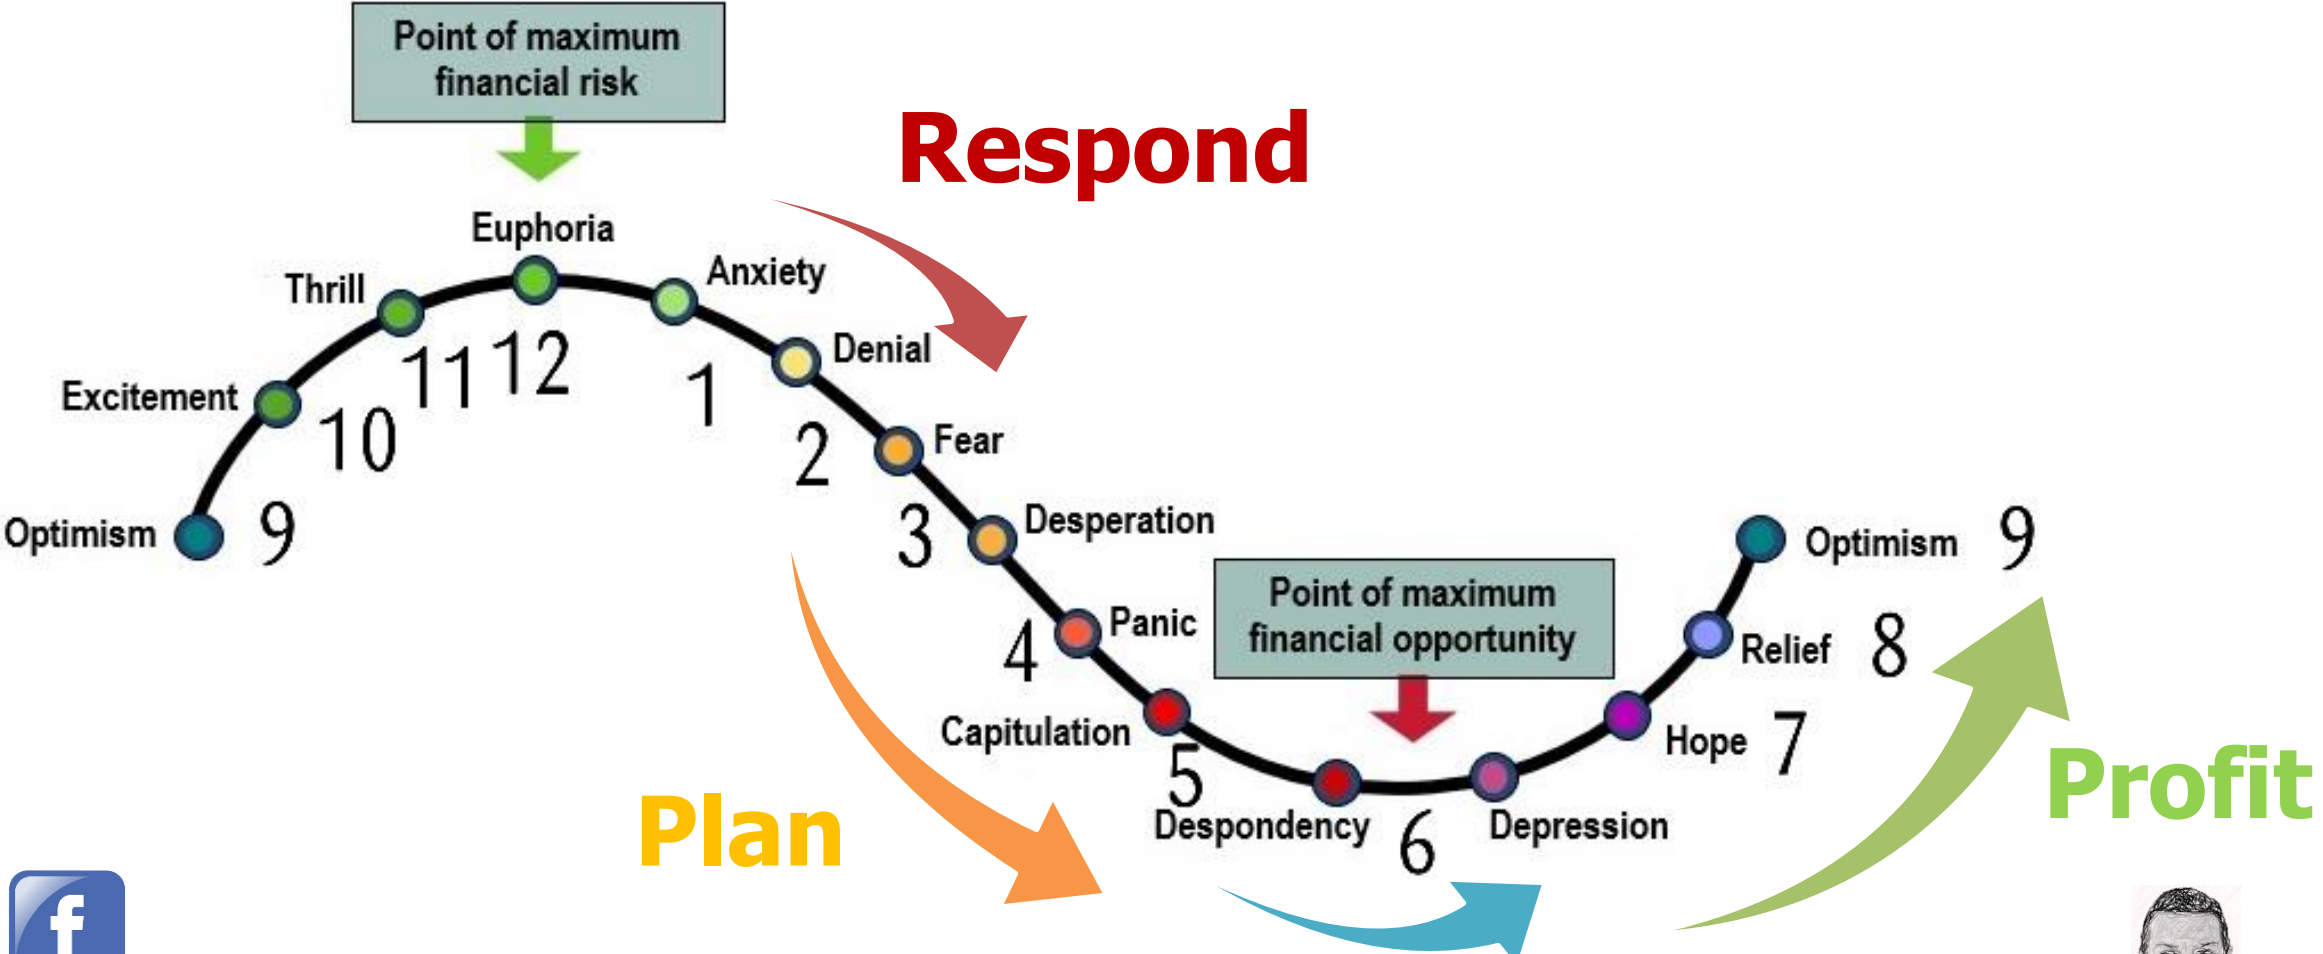 Point of maximum
financial risk
Respond
Euphoria
Thrill
Anxiety
Denial
11
12
1
Excitement
10
2
Fear
Optimism
9
3
Desperation
Point of maximum
financial opportunity
Optimism
9
4
Panic
Relief
8
Capitulation
5
Hope
7
Plan
Profit
Despondency
6
Depression
f